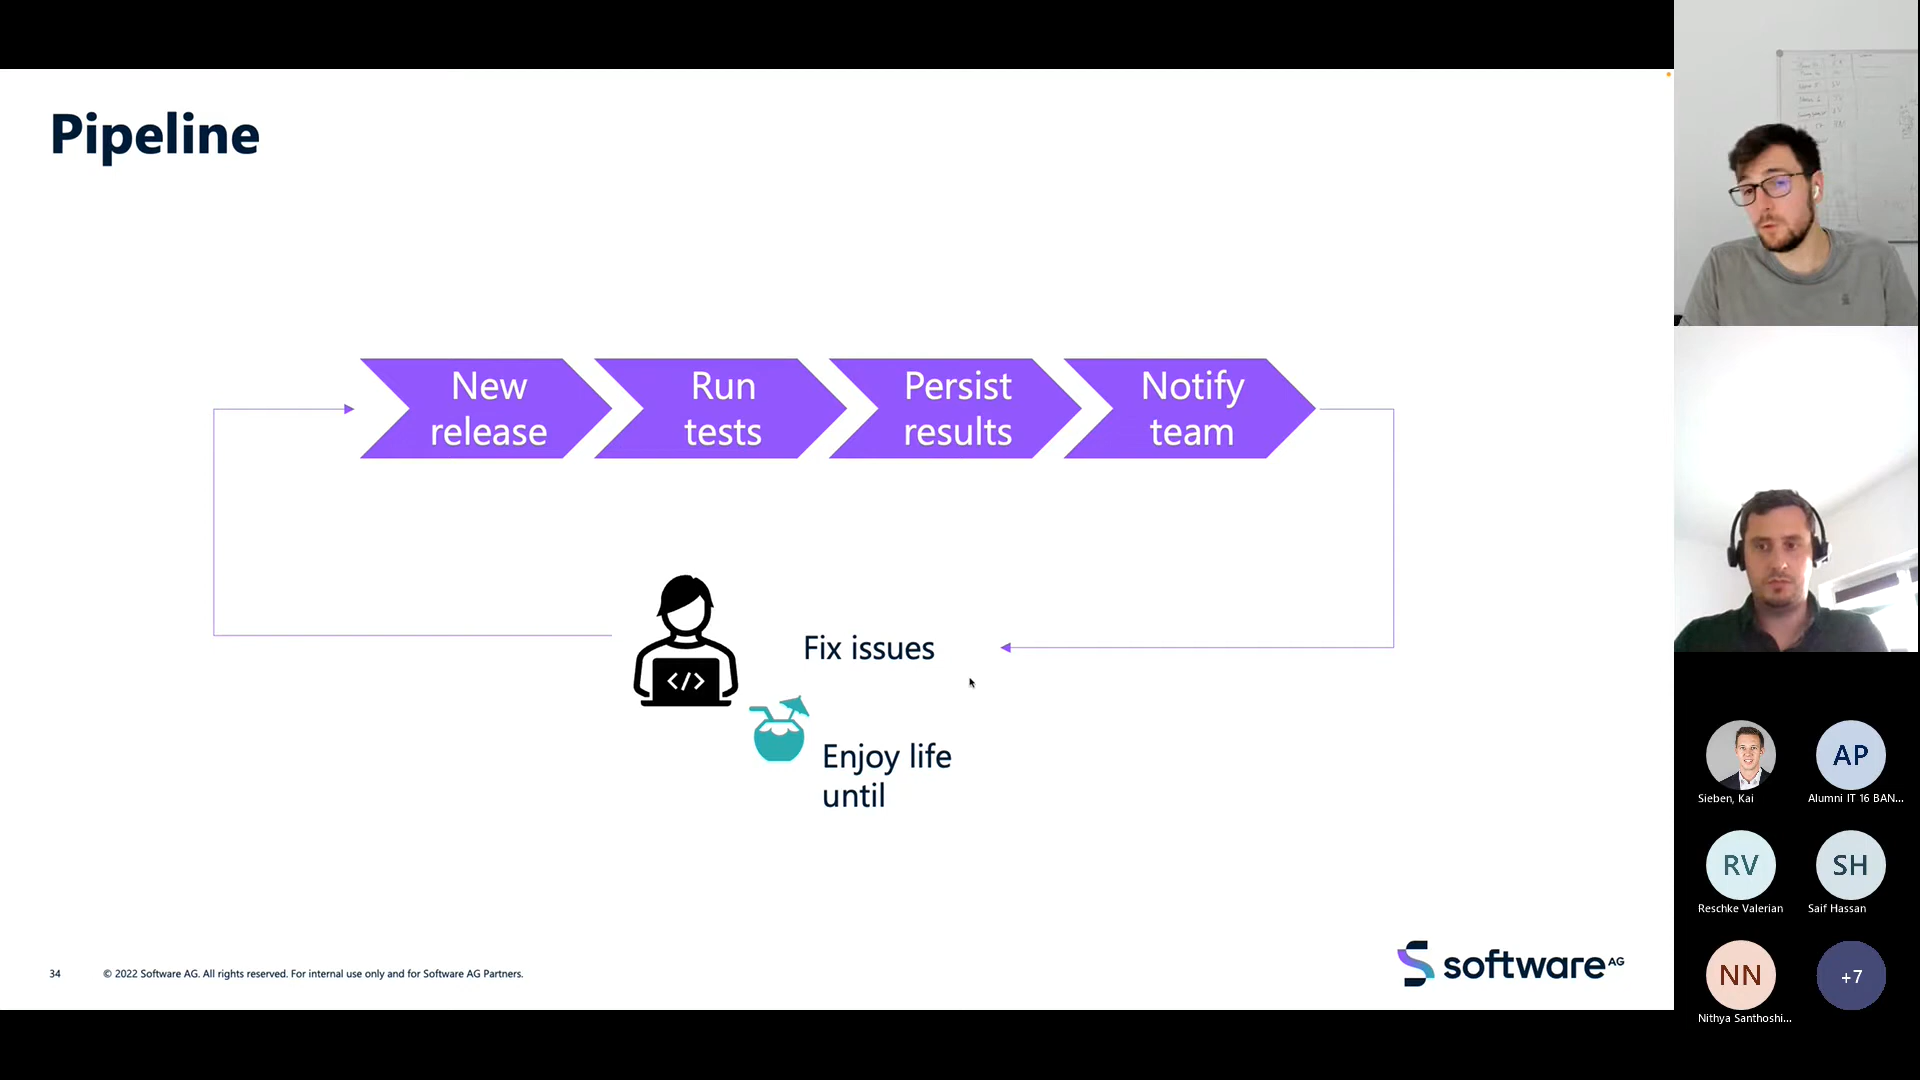 Pipeline
New
release
Run
tests
Persist
results
Notify
team
</>
Fix issues
Enjoy life
until
34
© 2022 Software AG. All rights reserved. For internal use only and for Software AG Partners.
software AG
AP
Sieben, Kai
Alumni IT 16 BAN...
RV
SH
Reschke Valerian
Saif Hassan
NN
+7
Nithya Santhoshi...